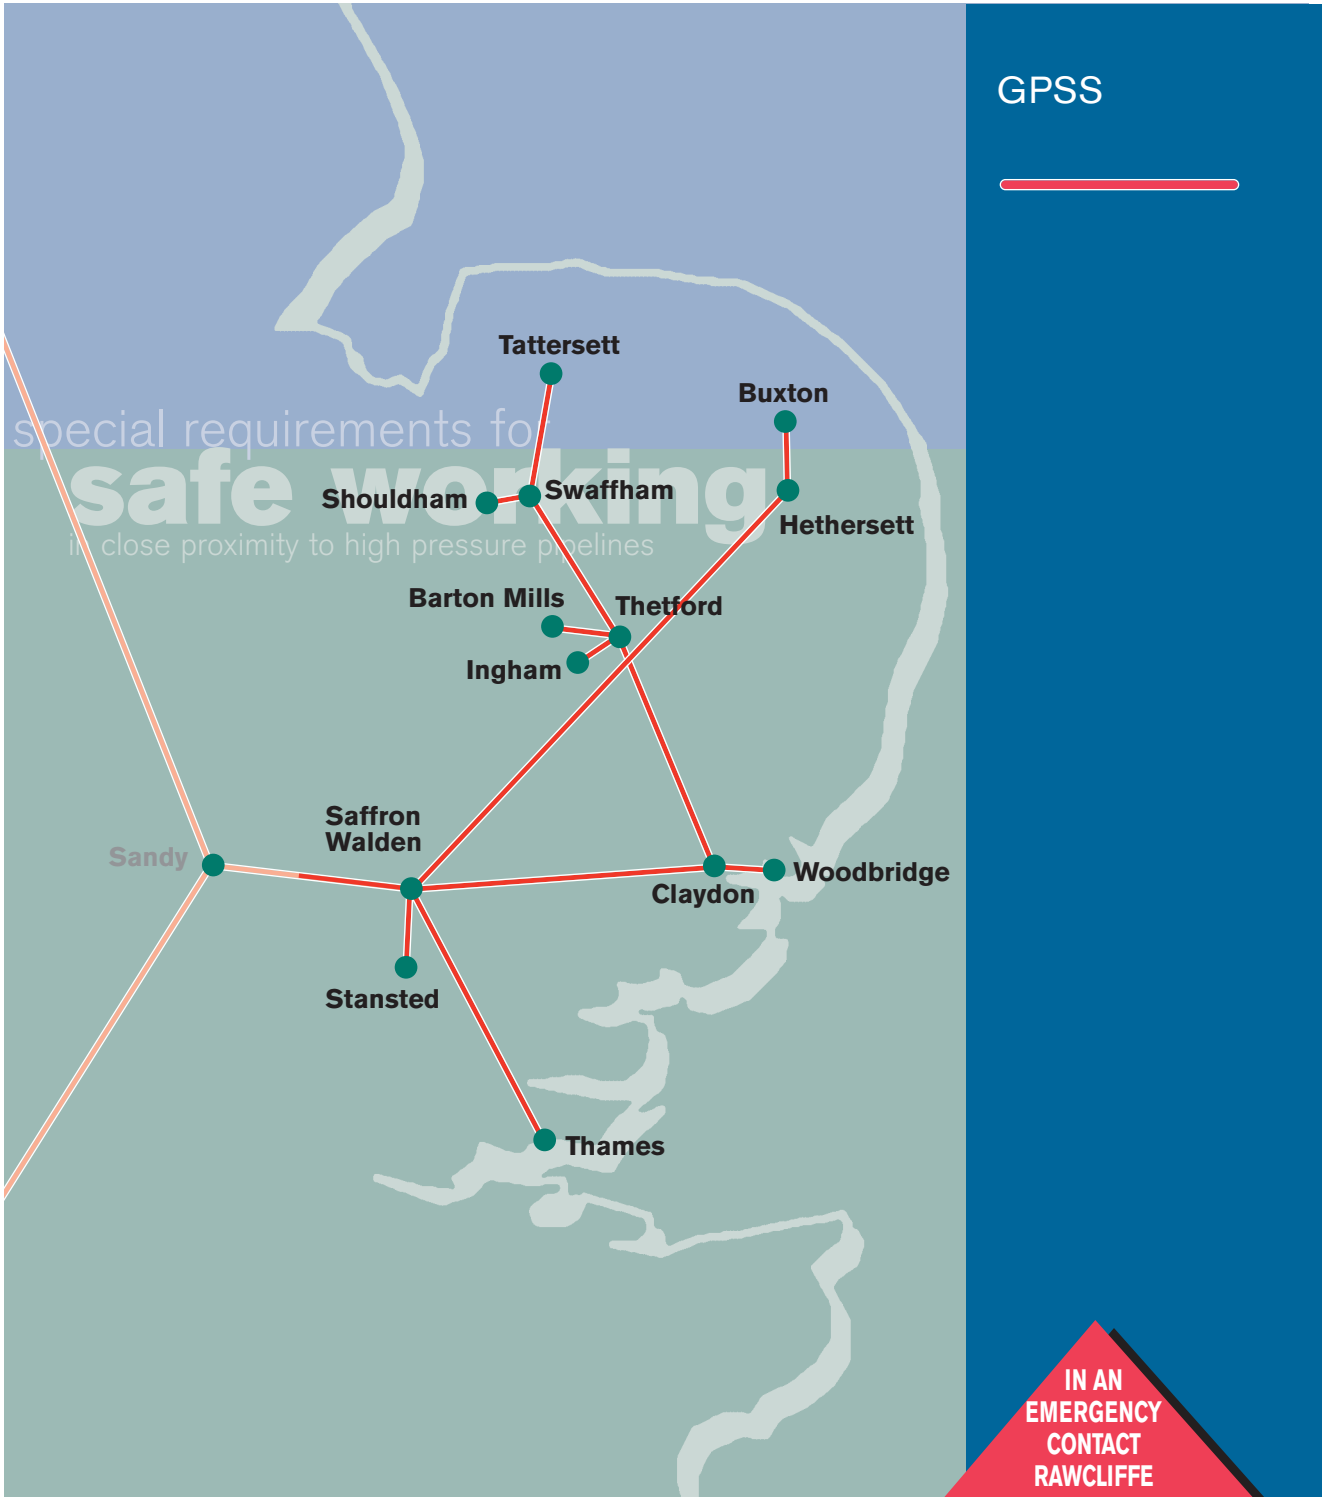 GPSS
Tattersett
Buxton
special requirements for
safe working
Shouldham
Swaffham
Hethersett
in close proximity to high pressure pipelines
Barton Mills
Thetford
Ingham
Saffron
Walden
Sandy
Woodbridge
Claydon
Stansted
Thames
IN AN
EMERGENCY
CONTACT
RAWCLIFFE